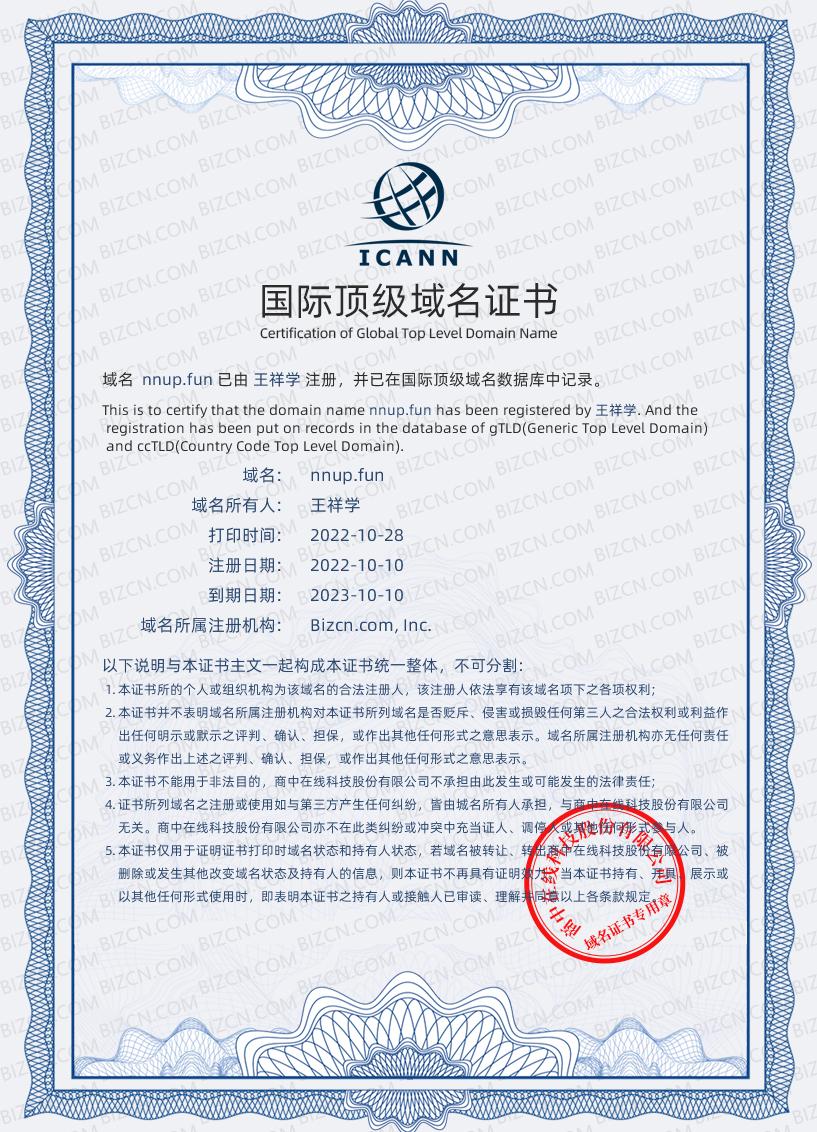 ICANN
国际顶级域名证书
Certification of Global Top Level Domain Name
域名 nnup.fun 已由 王祥学 注册，并已在国际顶级域名数据库中记录。
This is to certify that the domain name nnup.fun has been registered by 王祥学. And the
registration has been put on records in the database of gTLD(Generic Top Level Domain)
and ccTLD(Country Code Top Level Domain).
域名： nnup.fun
域名所有人： 王祥学
打印时间： 2022-10-28
注册日期： 2022-10-10
到期日期： 2023-10-10
域名所属注册机构： Bizcn.com, Inc.
以下说明与本证书主文一起构成本证书统一整体，不可分割：
1. 本证书所的个人或组织机构为该域名的合法注册人，该注册人依法享有该域名项下之各项权利；
2. 本证书并不表明域名所属注册机构对本证书所列域名是否贬斥、侵害或损毁任何第三人之合法权利或利益作
出任何明示或默示之评判、确认、担保，或作出其他任何形式之意思表示。域名所属注册机构亦无任何责任
或义务作出上述之评判、确认、担保，或作出其他任何形式之意思表示。
3. 本证书不能用于非法目的，商中在线科技股份有限公司不承担由此发生或可能发生的法律责任；
4. 证书所列域名之注册或使用如与第三方产生任何纠纷，皆由域名所有人承担，与商中在线科技股份有限公司
无关。商中在线科技股份有限公司亦不在此类纠纷或冲突中充当证人、调停人或其他任何形式参与人。
5. 本证书仅用于证明证书打印时域名状态和持有人状态，若域名被转让、转出商中在线科技股份有限公司、被
删除或发生其他改变域名状态及持有人的信息，则本证书不再具有证明效力。当本证书持有、开具、展示或
以其他任何形式使用时，即表明本证书之持有人或接触人已审读、理解并同意以上各条款规定。
商中在线科技股份有限公司
域名证书专用章
BIZCN.COM